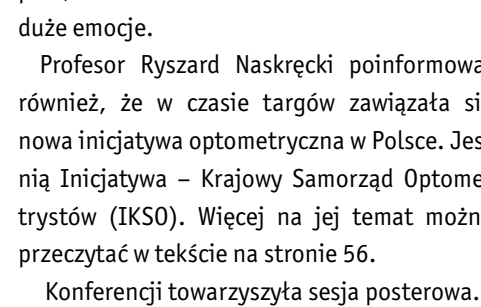 duże emocje.
Profesor Ryszard Naskręcki poinformowa
również, że w czasie targów zawiązała si
nowa inicjatywa optometryczna w Polsce. Jes
nią Inicjatywa – Krajowy Samorząd Optome
trystów (IKSO). Więcej na jej temat możn
przeczytać w tekście na stronie 56.
Konferencji towarzyszyła sesja posterowa.